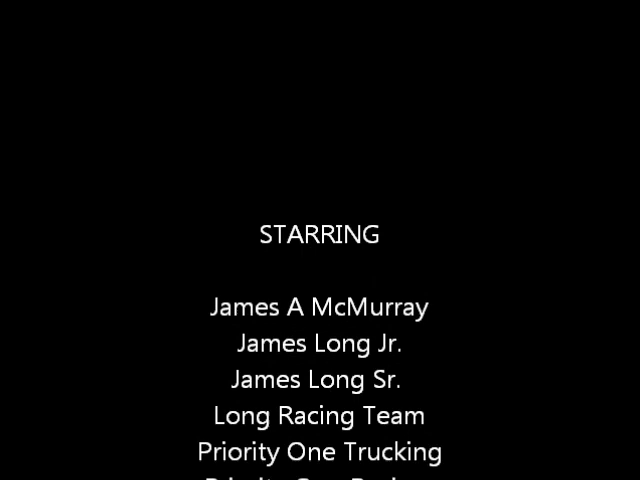 STARRING
James A McMurray
James Long Jr.
James Long Sr.
Long Racing Team
Priority One Trucking